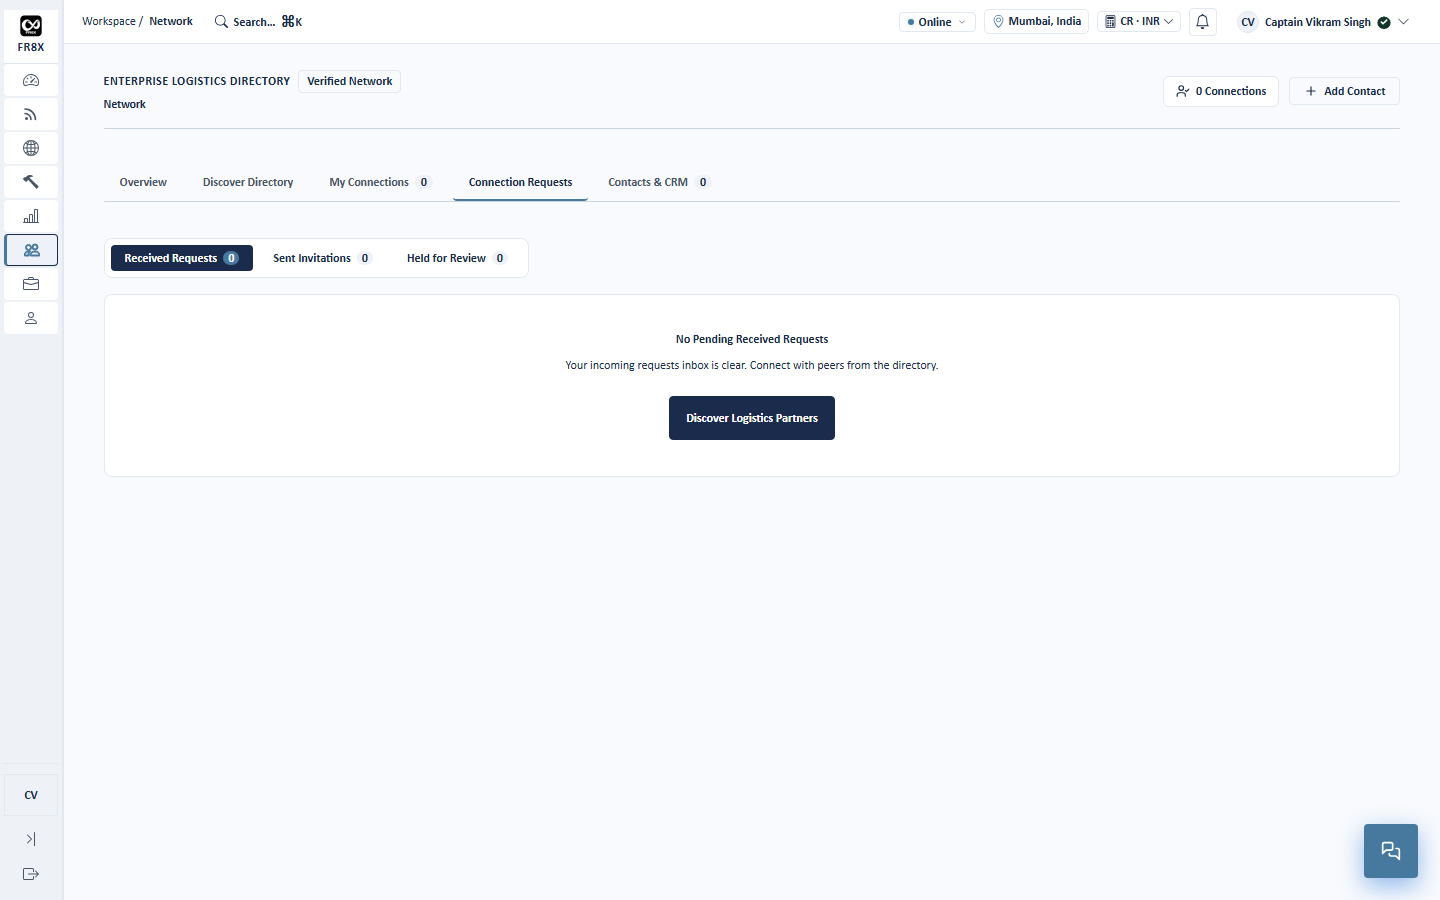 FR8X
FR8X
Workspace / Network
Search... ⌘K
Online
Mumbai, India
CR · INR
CV Captain Vikram Singh
ENTERPRISE LOGISTICS DIRECTORY
Verified Network
Network
0 Connections
Add Contact
Overview
Discover Directory
My Connections 0
Connection Requests
Contacts & CRM 0
Received Requests 0
Sent Invitations 0
Held for Review 0
No Pending Received Requests
Your incoming requests inbox is clear. Connect with peers from the directory.
Discover Logistics Partners
CV